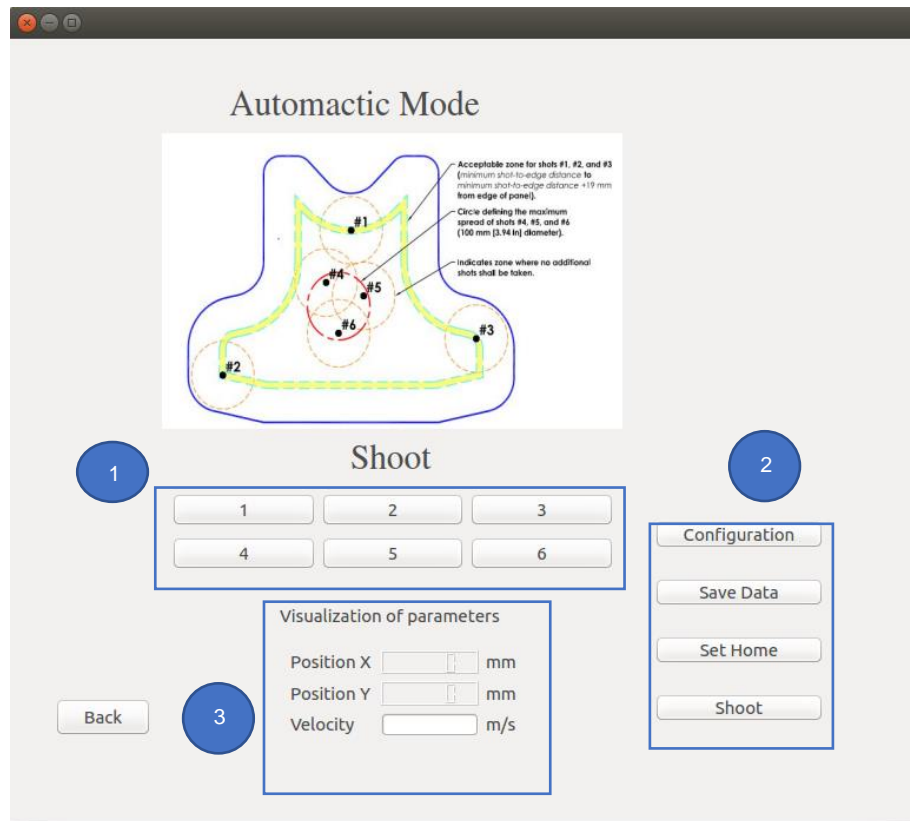 Automactic Mode
Acceptable zone for shots #1, #2, and #3
(minimum shot-to-edge distance to
minimum shot-to-edge distance +19 mm
from edge of panel).
Circle defining the maximum
spread of shots #4, #5, and #6
(100 mm [3.94 in] diameter).
Indicates zone where no additional
shots shall be taken.
#1
#4
#5
#6
#3
#2
Shoot
1
2
1 2 3
4 5 6
Configuration
Save Data
Set Home
Shoot
Visualization of parameters
Position X mm
Position Y mm
Velocity m/s
3
Back